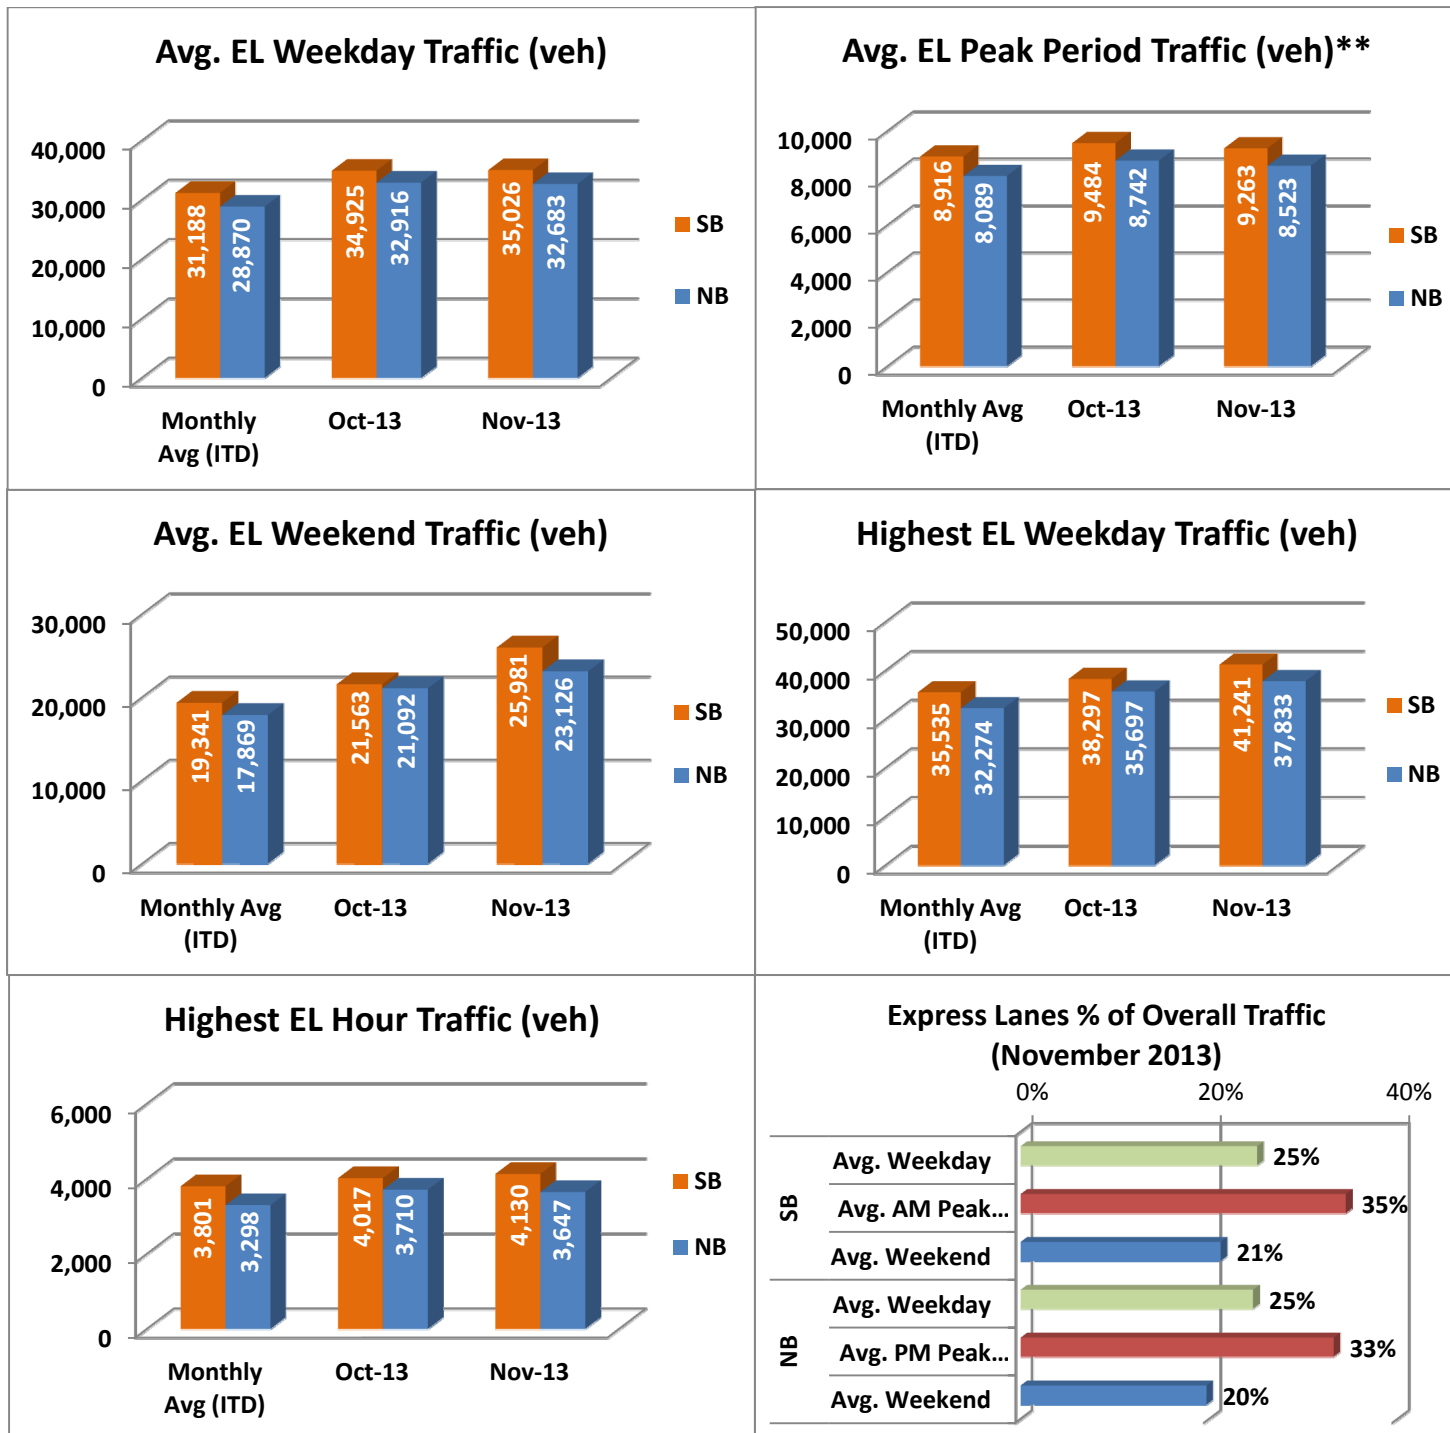 Avg. EL Weekday Traffic (veh)
40,000
30,000
20,000
10,000
0
31,188
28,870
34,925
32,916
35,026
32,683
SB
NB
Monthly
Avg (ITD)
Oct-13
Nov-13
Avg. EL Peak Period Traffic (veh)**
10,000
8,000
6,000
4,000
2,000
0
8,916
8,089
9,484
8,742
9,263
8,523
SB
NB
Monthly Avg
(ITD)
Oct-13
Nov-13
Avg. EL Weekend Traffic (veh)
30,000
20,000
10,000
0
19,341
17,869
21,563
21,092
25,981
23,126
SB
NB
Monthly Avg
(ITD)
Oct-13
Nov-13
Highest EL Weekday Traffic (veh)
50,000
40,000
30,000
20,000
10,000
0
35,535
32,274
38,297
35,697
41,241
37,833
SB
NB
Monthly Avg
(ITD)
Oct-13
Nov-13
Highest EL Hour Traffic (veh)
6,000
4,000
2,000
0
3,801
3,298
4,017
3,710
4,130
3,647
SB
NB
Monthly
Avg (ITD)
Oct-13
Nov-13
Express Lanes % of Overall Traffic
(November 2013)
0% 20% 40%
SB
Avg. Weekday 25%
Avg. AM Peak... 35%
Avg. Weekend 21%
NB
Avg. Weekday 25%
Avg. PM Peak... 33%
Avg. Weekend 20%